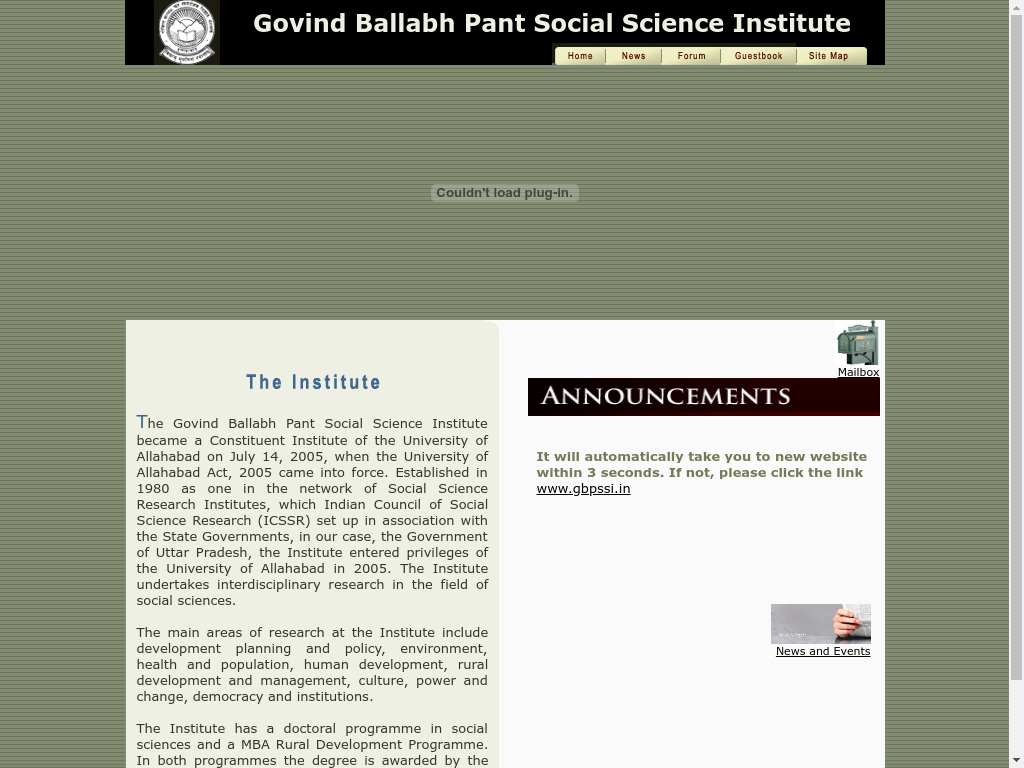 Govind Ballabh Pant Social Science Institute
Home News Forum Guestbook Site Map
Couldn't load plug-in.
The Institute
The Govind Ballabh Pant Social Science Institute
became a Constituent Institute of the University of
Allahabad on July 14, 2005, when the University of
Allahabad Act, 2005 came into force. Established in
1980 as one in the network of Social Science
Research Institutes, which Indian Council of Social
Science Research (ICSSR) set up in association with
the State Governments, in our case, the Government
of Uttar Pradesh, the Institute entered privileges of
the University of Allahabad in 2005. The Institute
undertakes interdisciplinary research in the field of
social sciences.
The main areas of research at the Institute include
development planning and policy, environment,
health and population, human development, rural
development and management, culture, power and
change, democracy and institutions.
The Institute has a doctoral programme in social
sciences and a MBA Rural Development Programme.
In both programmes the degree is awarded by the
Mailbox
ANNOUNCEMENTS
It will automatically take you to new website
within 3 seconds. If not, please click the link
www.gbpssi.in
News and Events